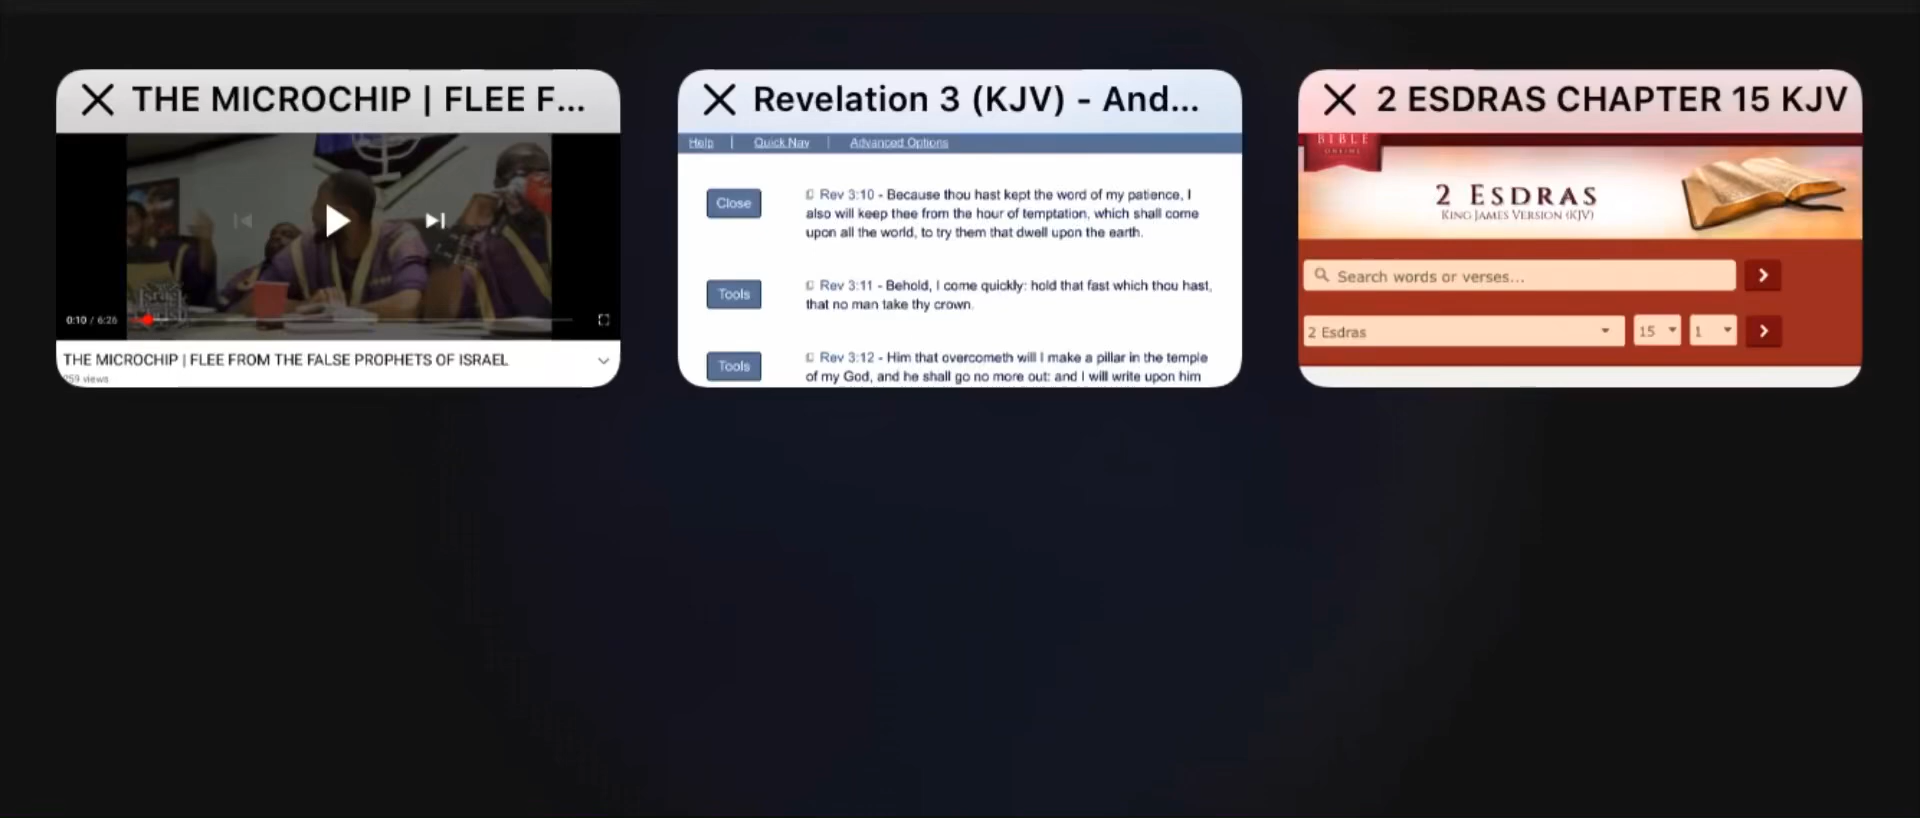 THE MICROCHIP | FLEE F...
0:10 / 6:26
THE MICROCHIP | FLEE FROM THE FALSE PROPHETS OF ISRAEL
259 views
Revelation 3 (KJV) - And...
Help | Quick Nav | Advanced Options
Close
Rev 3:10 - Because thou hast kept the word of my patience, I
also will keep thee from the hour of temptation, which shall come
upon all the world, to try them that dwell upon the earth.
Tools
Rev 3:11 - Behold, I come quickly: hold that fast which thou hast,
that no man take thy crown.
Tools
Rev 3:12 - Him that overcometh will I make a pillar in the temple
of my God, and he shall go no more out: and I will write upon him
2 ESDRAS CHAPTER 15 KJV
BIBLE
ONLINE
2 ESDRAS
KING JAMES VERSION (KJV)
Search words or verses...
2 Esdras 15 1